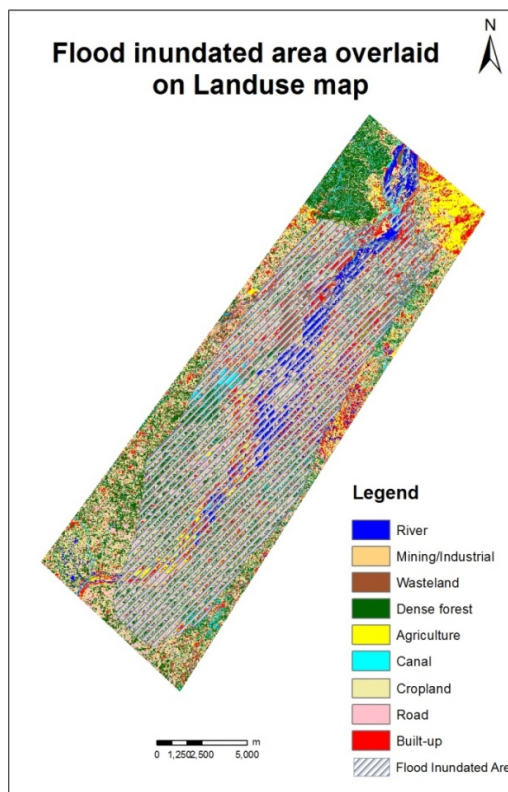 N
Flood inundated area overlaid
on Landuse map
Legend
River
Mining/Industrial
Wasteland
Dense forest
Agriculture
Canal
Cropland
Road
Built-up
Flood Inundated Area
m
0 1,250 2,500 5,000